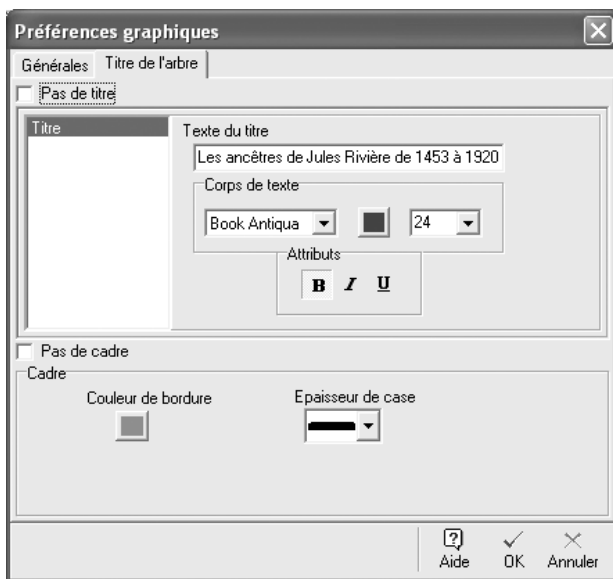 Préférences graphiques
Générales Titre de l'arbre
Pas de titre
Titre
Texte du titre
Les ancêtres de Jules Rivière de 1453 à 1920
Corps de texte
Book Antiqua 24
Attributs
B I U
Pas de cadre
Cadre
Couleur de bordure Epaisseur de case
Aide OK Annuler